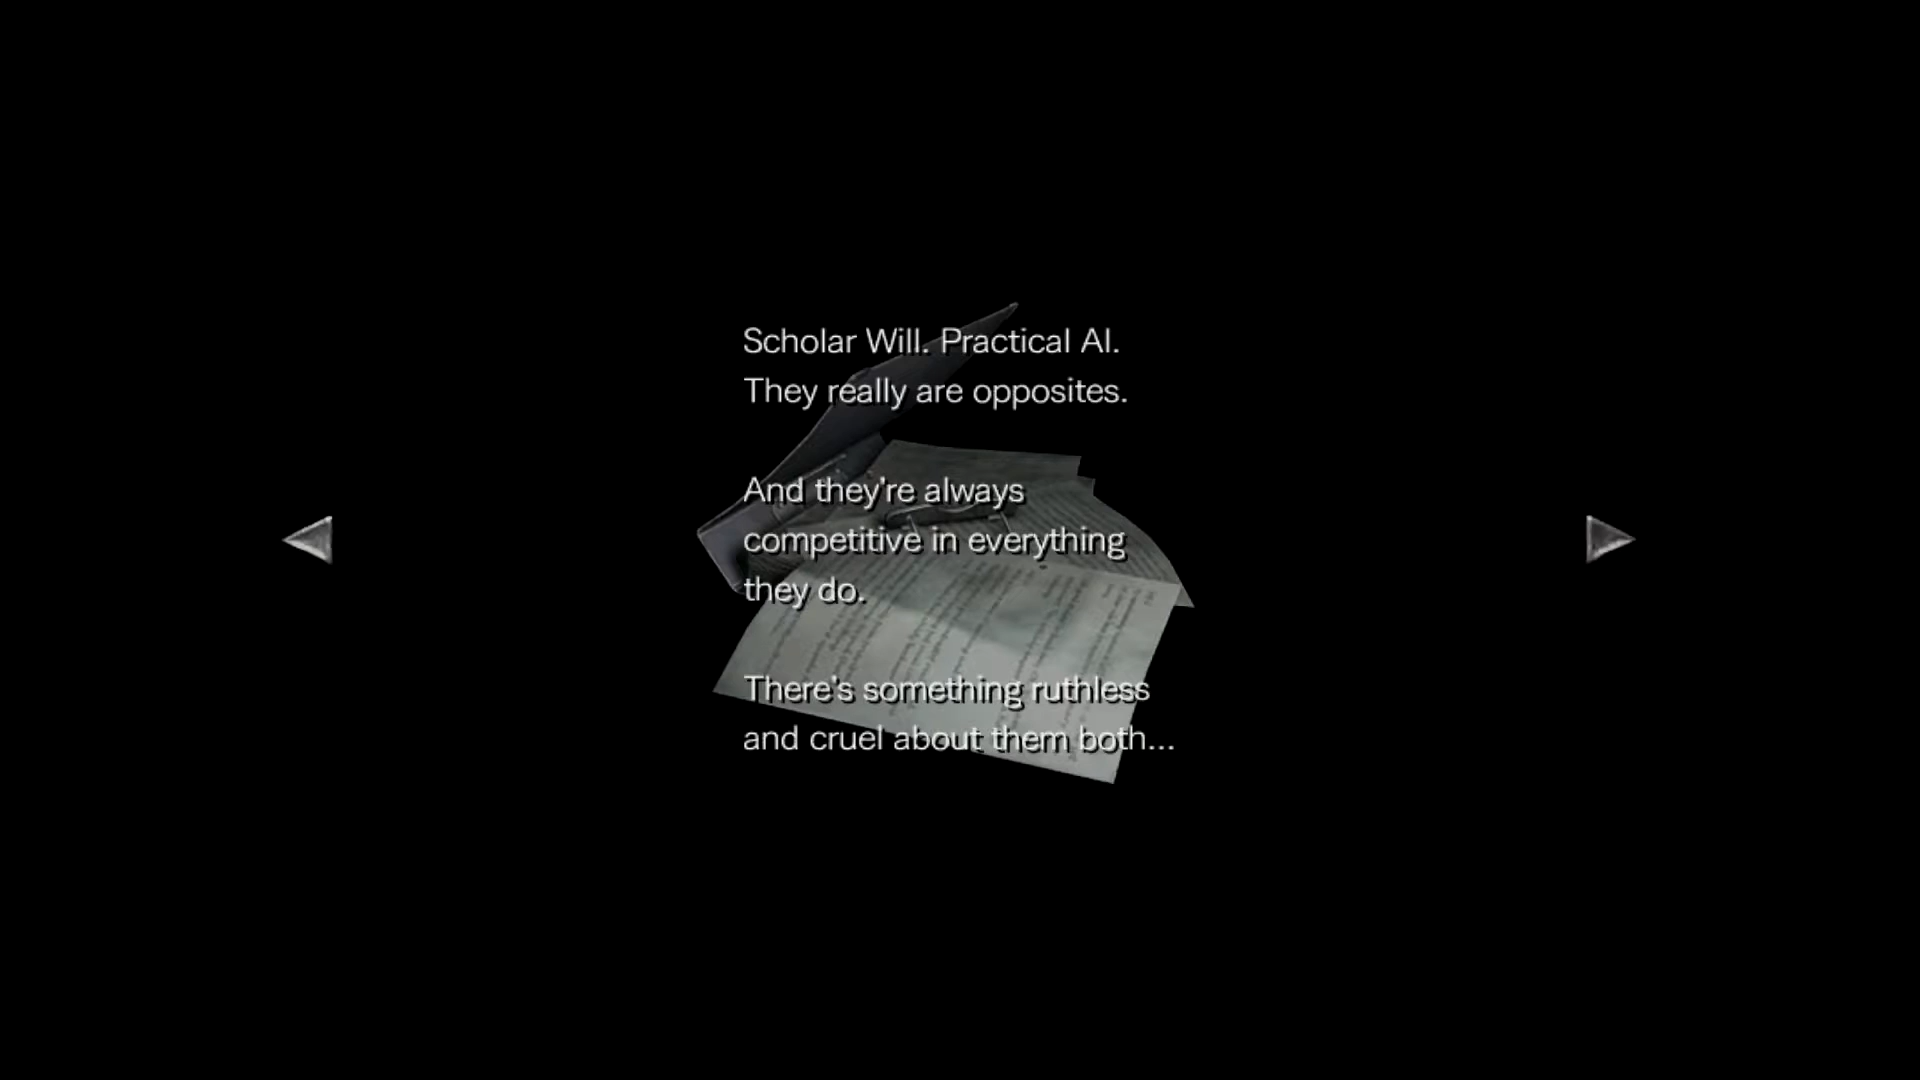 Scholar Will. Practical Al.
They really are opposites.
And they're always
competitive in everything
they do.
There's something ruthless
and cruel about them both...